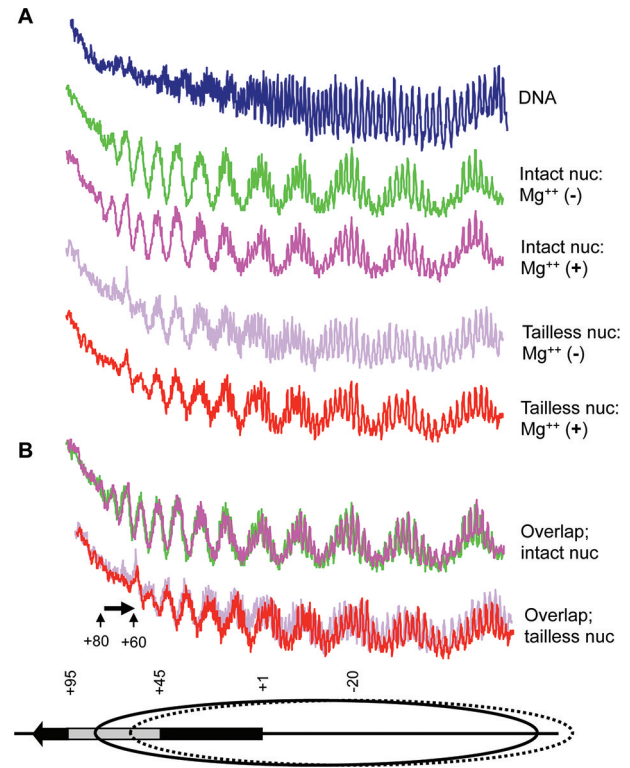 A
DNA
Intact nuc:
Mg++ (-)
Intact nuc:
Mg++ (+)
Tailless nuc:
Mg++ (-)
Tailless nuc:
Mg++ (+)
B
Overlap;
intact nuc
Overlap;
tailless nuc
+80 +60
+95 +45 +1 -20